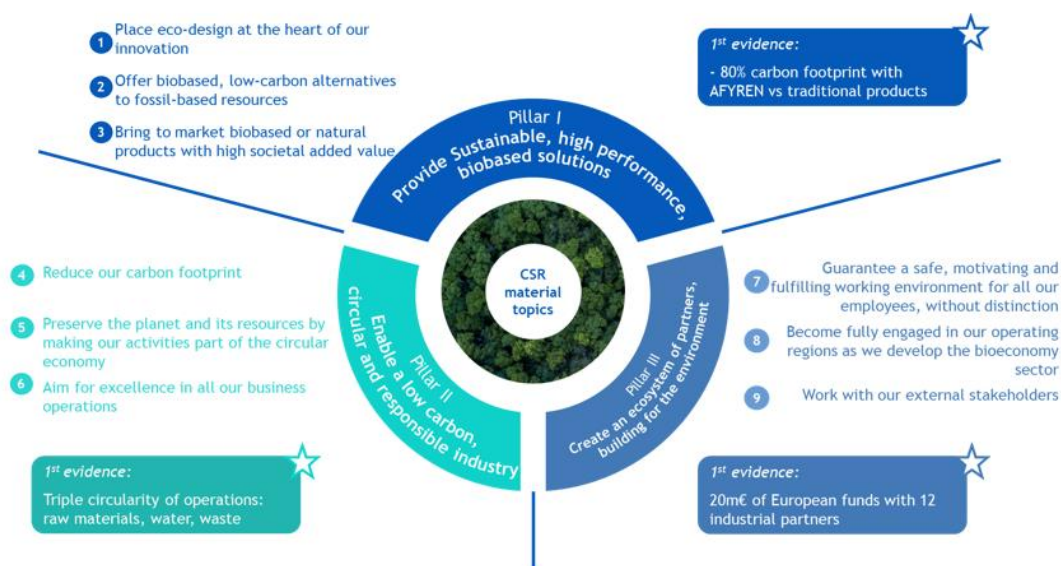 1 Place eco-design at the heart of our
innovation
2 Offer biobased, low-carbon alternatives
to fossil-based resources
3 Bring to market biobased or natural
products with high societal added value
1st evidence:
- 80% carbon footprint with
AFYREN vs traditional products
Pillar I
Provide Sustainable, high performance,
biobased solutions
CSR
material
topics
4 Reduce our carbon footprint
5 Preserve the planet and its resources by
making our activities part of the circular
economy
6 Aim for excellence in all our business
operations
Pillar II
Enable a low carbon,
circular and responsible industry
Pillar III
Create an ecosystem of partners,
building for the environment
7 Guarantee a safe, motivating and
fulfilling working environment for all our
employees, without distinction
8 Become fully engaged in our operating
regions as we develop the bioeconomy
sector
9 Work with our external stakeholders
1st evidence:
Triple circularity of operations:
raw materials, water, waste
1st evidence:
20m€ of European funds with 12
industrial partners